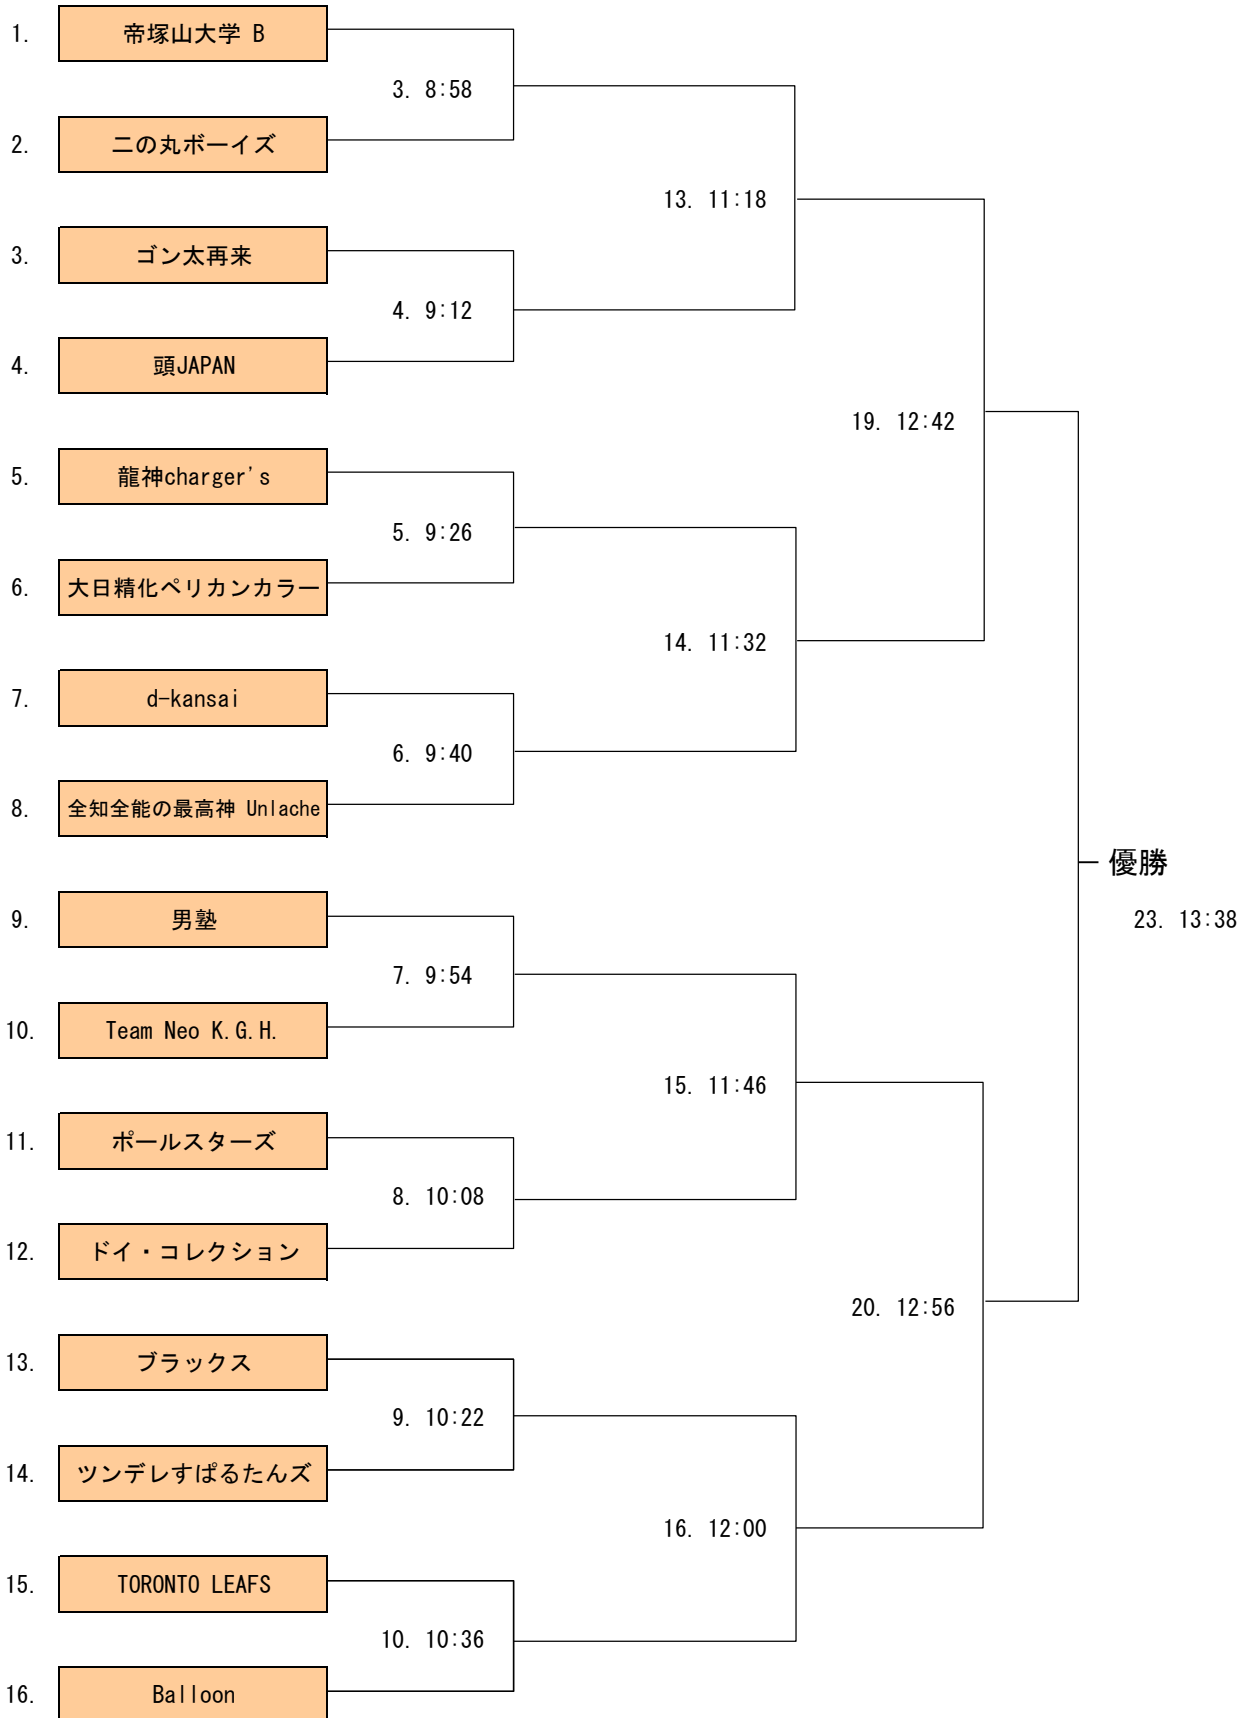 1. 帝塚山大学 B
3. 8:58
2. 二の丸ボーイズ
13. 11:18
3. ゴン太再来
4. 9:12
4. 頭JAPAN
19. 12:42
5. 龍神charger's
5. 9:26
6. 大日精化ペリカンカラー
14. 11:32
7. d-kansai
6. 9:40
8. 全知全能の最高神 Unlache
優勝
9. 男塾
23. 13:38
7. 9:54
10. Team Neo K.G.H.
15. 11:46
11. ポールスターズ
8. 10:08
12. ドイ・コレクション
20. 12:56
13. ブラックス
9. 10:22
14. ツンデレすぱるたんズ
16. 12:00
15. TORONTO LEAFS
10. 10:36
16. Balloon